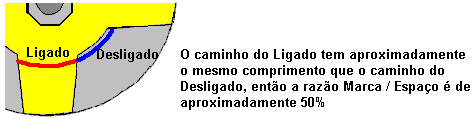 Ligado
Desligado
O caminho do Ligado tem aproximadamente
o mesmo comprimento que o caminho do
Desligado, então a razão Marca / Espaço é de
aproximadamente 50%